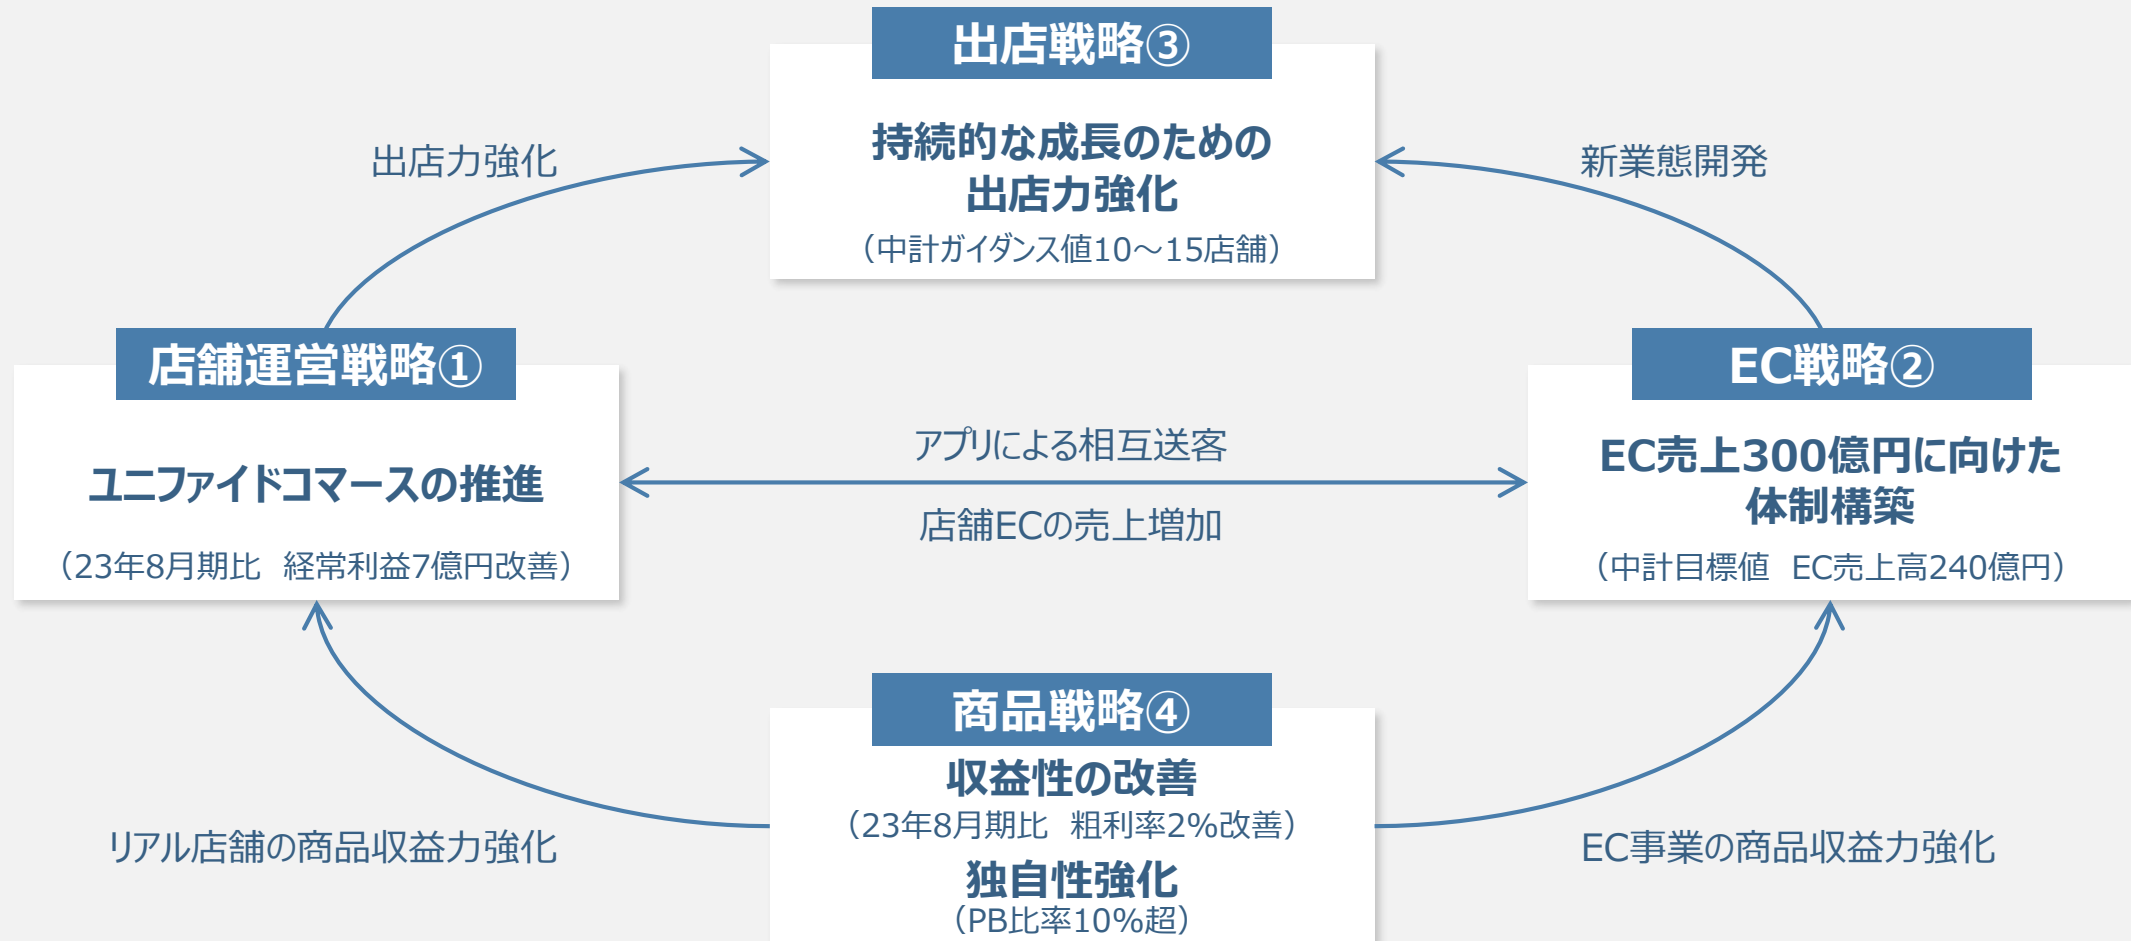 出店戦略③
持続的な成長のための
出店力強化
（中計ガイダンス値10～15店舗）
出店力強化
新業態開発
店舗運営戦略①
ユニファイドコマースの推進
（23年8月期比　経常利益7億円改善）
アプリによる相互送客
店舗ECの売上増加
EC戦略②
EC売上300億円に向けた
体制構築
（中計目標値　EC売上高240億円）
商品戦略④
収益性の改善
（23年8月期比　粗利率2%改善）
独自性強化
（PB比率10%超）
リアル店舗の商品収益力強化
EC事業の商品収益力強化